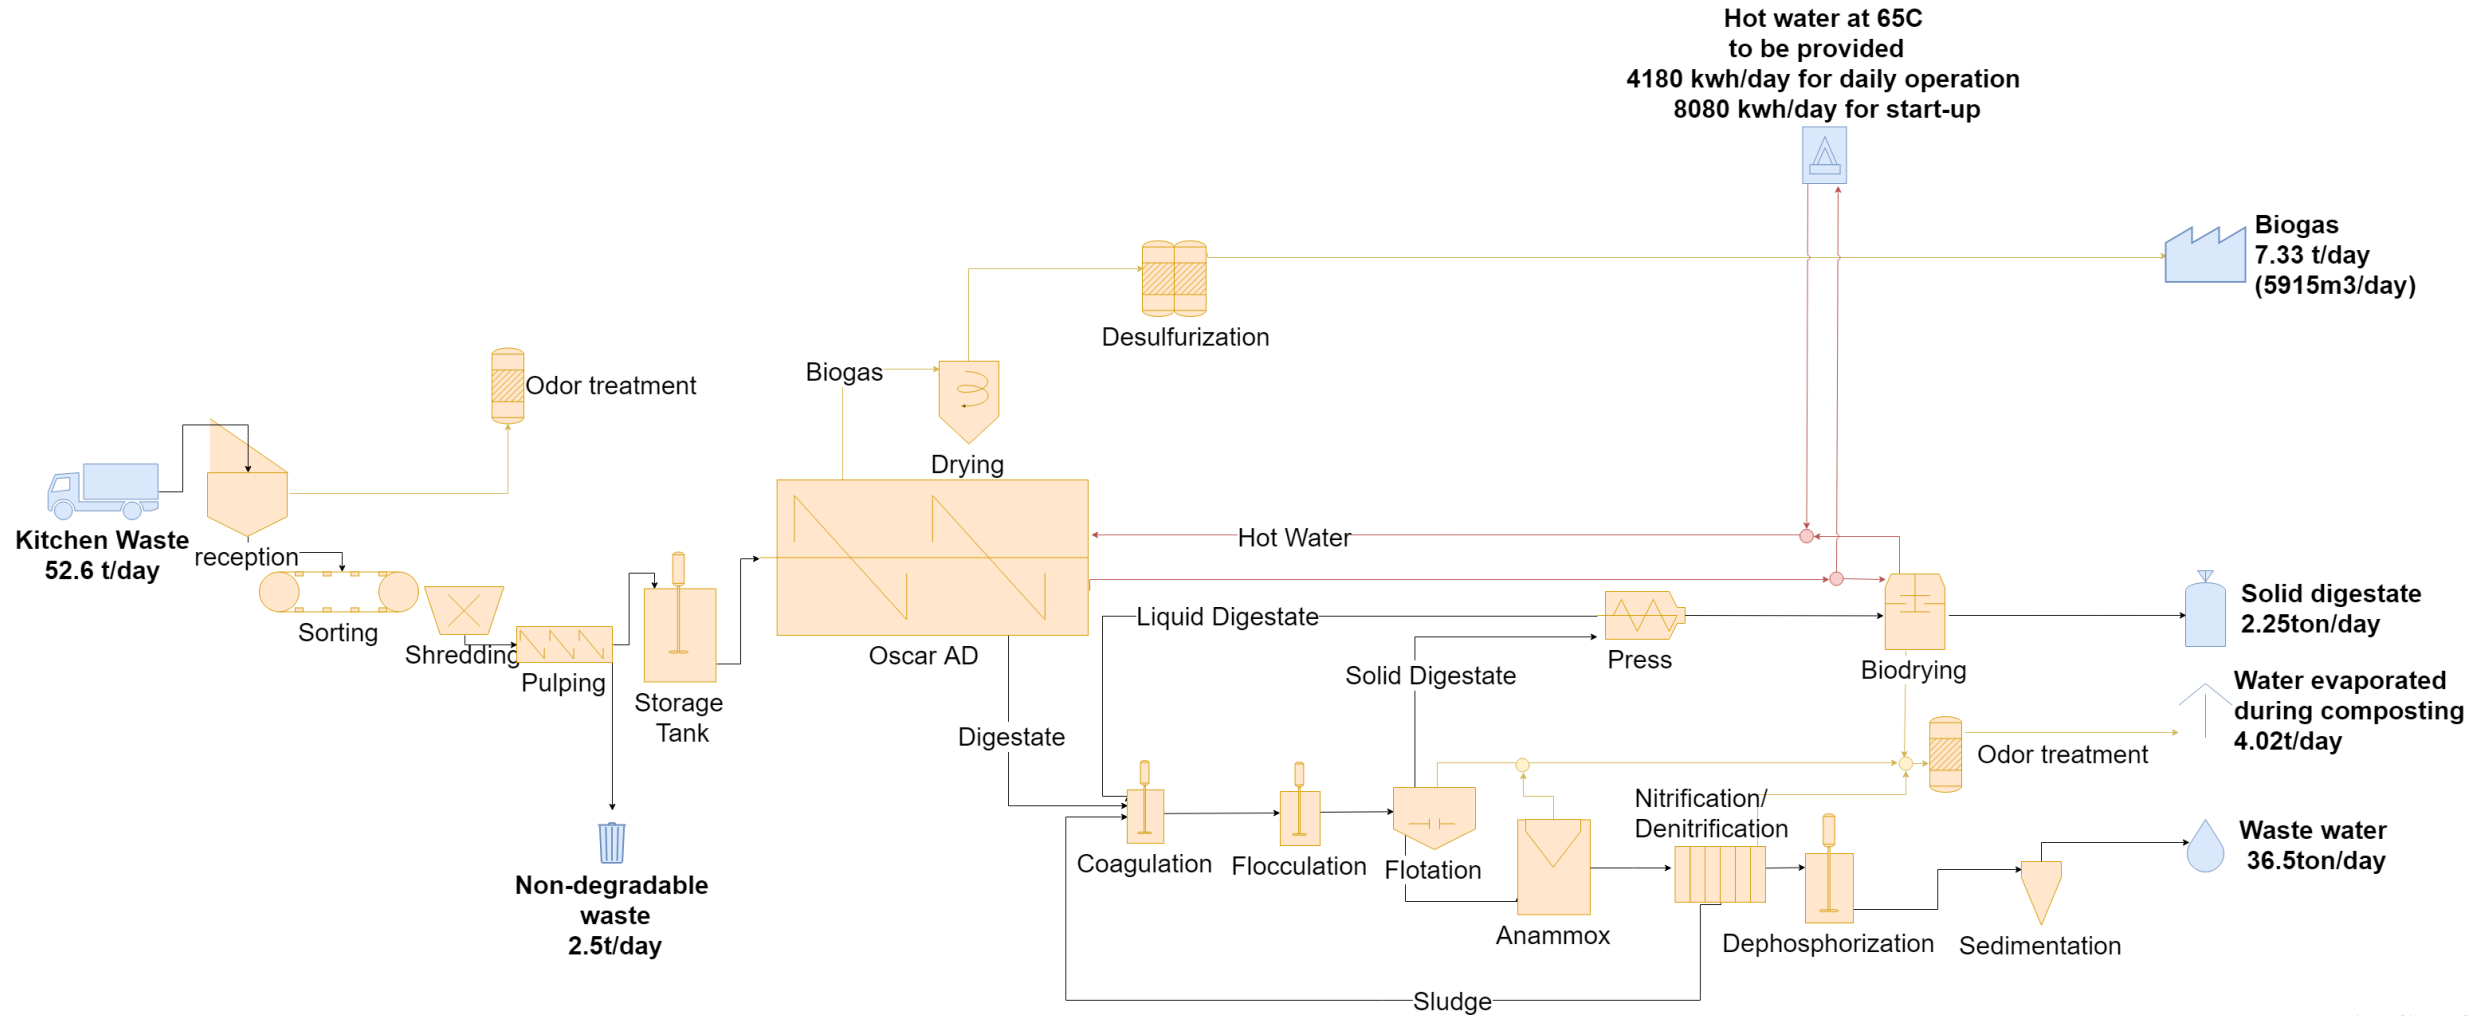 Hot water at 65C
to be provided
4180 kwh/day for daily operation
8080 kwh/day for start-up
Biogas
7.33 t/day
(5915m3/day)
Desulfurization
Biogas
Odor treatment
Drying
Kitchen Waste
52.6 t/day
reception
Hot Water
Sorting
Shredding
Pulping
Storage
Tank
Oscar AD
Liquid Digestate
Solid Digestate
Press
Biodrying
Solid digestate
2.25ton/day
Water evaporated
during composting
4.02t/day
Digestate
Odor treatment
Nitrification/
Denitrification
Coagulation
Flocculation
Flotation
Anammox
Dephosphorization
Sedimentation
Waste water
36.5ton/day
Non-degradable
waste
2.5t/day
Sludge